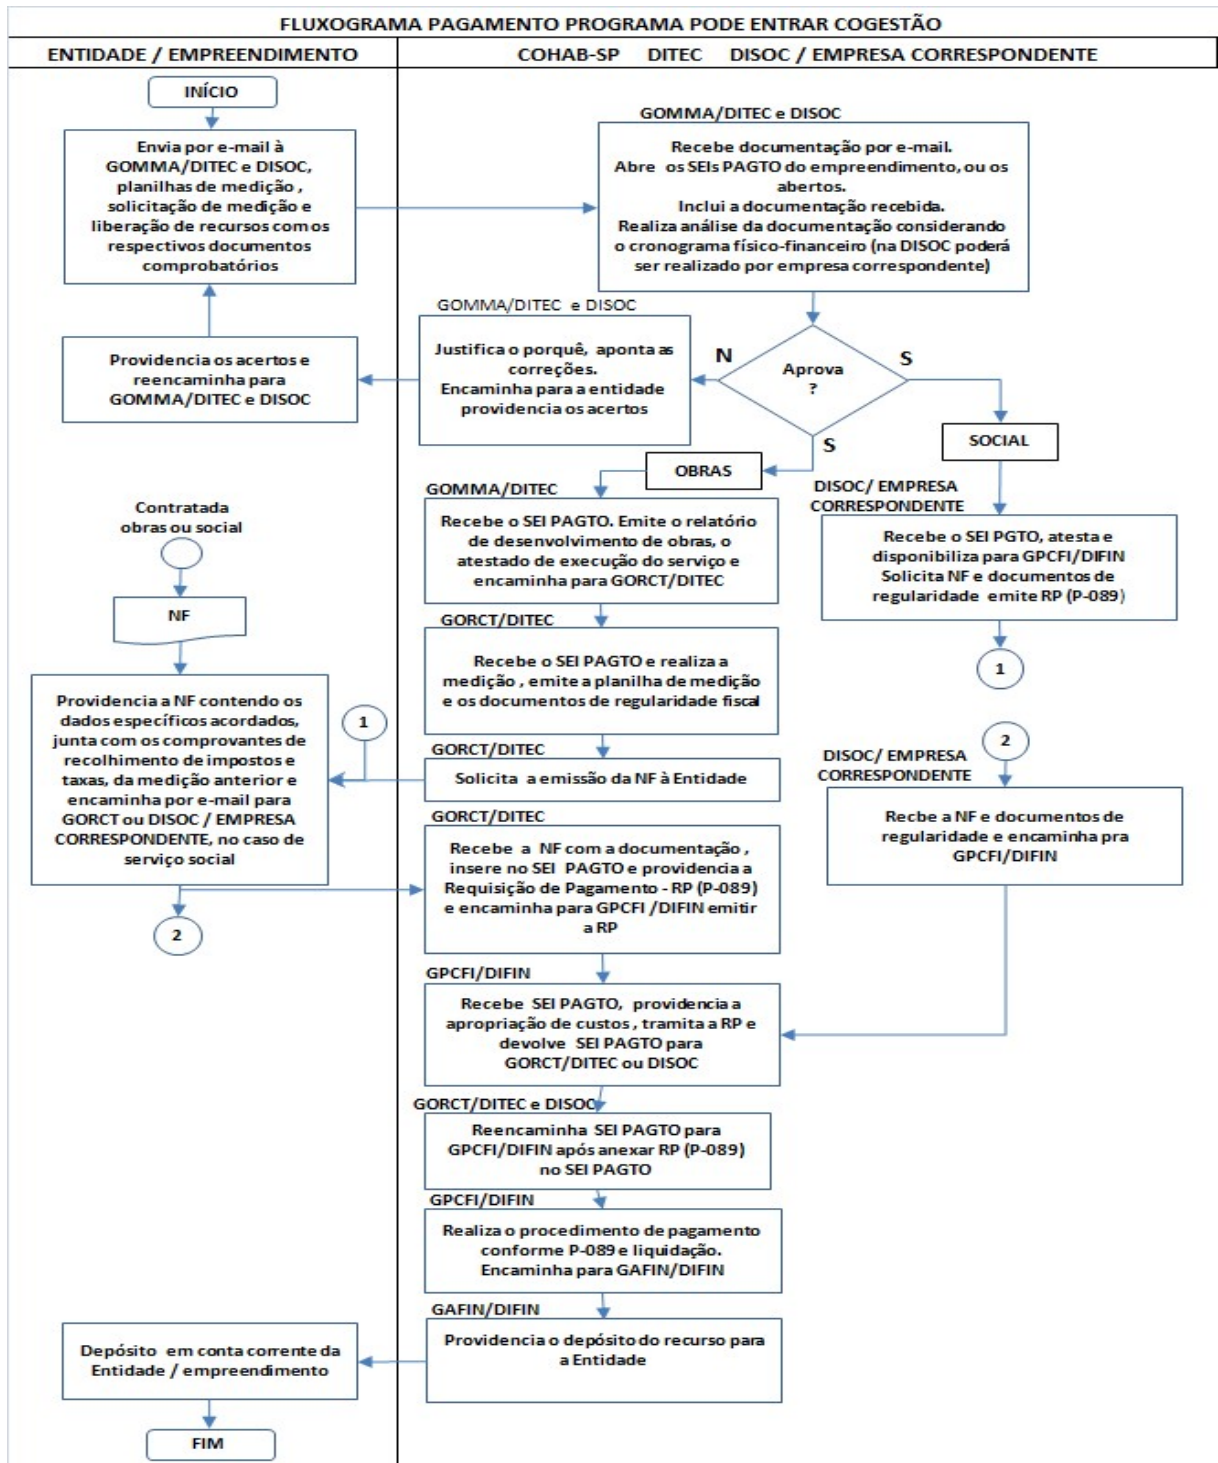 FLUXOGRAMA PAGAMENTO PROGRAMA PODE ENTRAR COGESTÃO
ENTIDADE / EMPREENDIMENTO
COHAB-SP DITEC DISOC / EMPRESA CORRESPONDENTE
INÍCIO
Envia por e-mail à
GOMMA/DITEC e DISOC,
planilhas de medição ,
solicitação de medição e
liberação de recursos com os
respectivos documentos
comprobatórios
GOMMA/DITEC e DISOC
Recebe documentação por e-mail.
Abre os SEIs PAGTO do empreendimento, ou os
abertos.
Inclui a documentação recebida.
Realiza análise da documentação considerando
o cronograma físico-financeiro (na DISOC poderá
ser realizado por empresa correspondente)
Aprova
?
N
S
S
GOMMA/DITEC e DISOC
Justifica o porquê, aponta as
correções.
Encaminha para a entidade
providencia os acertos
Providencia os acertos e
reencaminha para
GOMMA/DITEC e DISOC
SOCIAL
OBRAS
GOMMA/DITEC
Recebe o SEI PAGTO. Emite o relatório
de desenvolvimento de obras, o
atestado de execução do serviço e
encaminha para GORCT/DITEC
DISOC/ EMPRESA
CORRESPONDENTE
Recebe o SEI PGTO, atesta e
disponibiliza para GPCFI/DIFIN
Solicita NF e documentos de
regularidade emite RP (P-089)
1
Contratada
obras ou social
NF
GORCT/DITEC
Recebe o SEI PAGTO e realiza a
medição , emite a planilha de medição
e os documentos de regularidade fiscal
Providencia a NF contendo os
dados específicos acordados,
junta com os comprovantes de
recolhimento de impostos e
taxas, da medição anterior e
encaminha por e-mail para
GORCT ou DISOC / EMPRESA
CORRESPONDENTE, no caso de
serviço social
1
GORCT/DITEC
Solicita a emissão da NF à Entidade
2
DISOC/ EMPRESA
CORRESPONDENTE
Recbe a NF e documentos de
regularidade e encaminha pra
GPCFI/DIFIN
GORCT/DITEC
Recebe a NF com a documentação ,
insere no SEI PAGTO e providencia a
Requisição de Pagamento - RP (P-089)
e encaminha para GPCFI /DIFIN emitir
a RP
2
GPCFI/DIFIN
Recebe SEI PAGTO, providencia a
apropriação de custos , tramita a RP e
devolve SEI PAGTO para
GORCT/DITEC ou DISOC
GORCT/DITEC e DISOC
Reencaminha SEI PAGTO para
GPCFI/DIFIN após anexar RP (P-089)
no SEI PAGTO
GPCFI/DIFIN
Realiza o procedimento de pagamento
conforme P-089 e liquidação.
Encaminha para GAFIN/DIFIN
GAFIN/DIFIN
Providencia o depósito do recurso para
a Entidade
Depósito em conta corrente da
Entidade / empreendimento
FIM